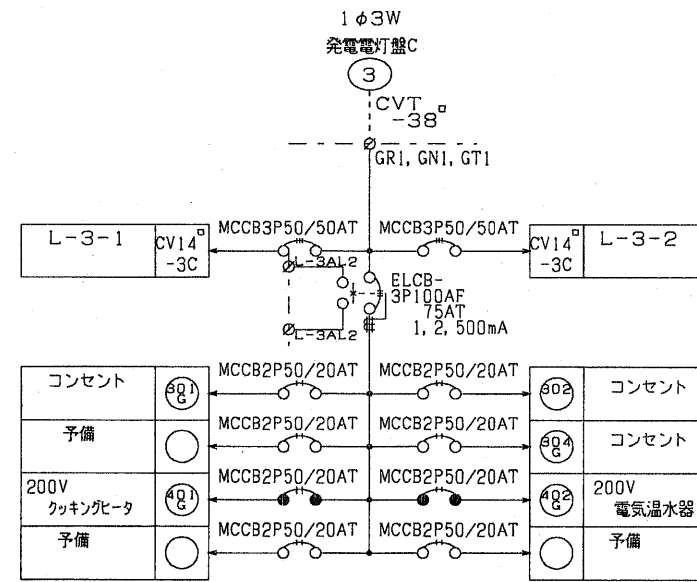 1φ3W
発電電灯盤C
3
CVT
-38□
GR1, GN1, GT1
L-3-1
CV14□
-3C
MCCB3P50/50AT
MCCB3P50/50AT
CV14□
-3C
L-3-2
L-3AL2
ELCB-
3P100AF
75AT
1, 2, 500mA
L-3AL2
コンセント
301
G
MCCB2P50/20AT
MCCB2P50/20AT
302
コンセント
予備
MCCB2P50/20AT
MCCB2P50/20AT
304
G
コンセント
200V
クッキングヒータ
401
G
MCCB2P50/20AT
MCCB2P50/20AT
402
G
200V
電気温水器
予備
MCCB2P50/20AT
MCCB2P50/20AT
予備